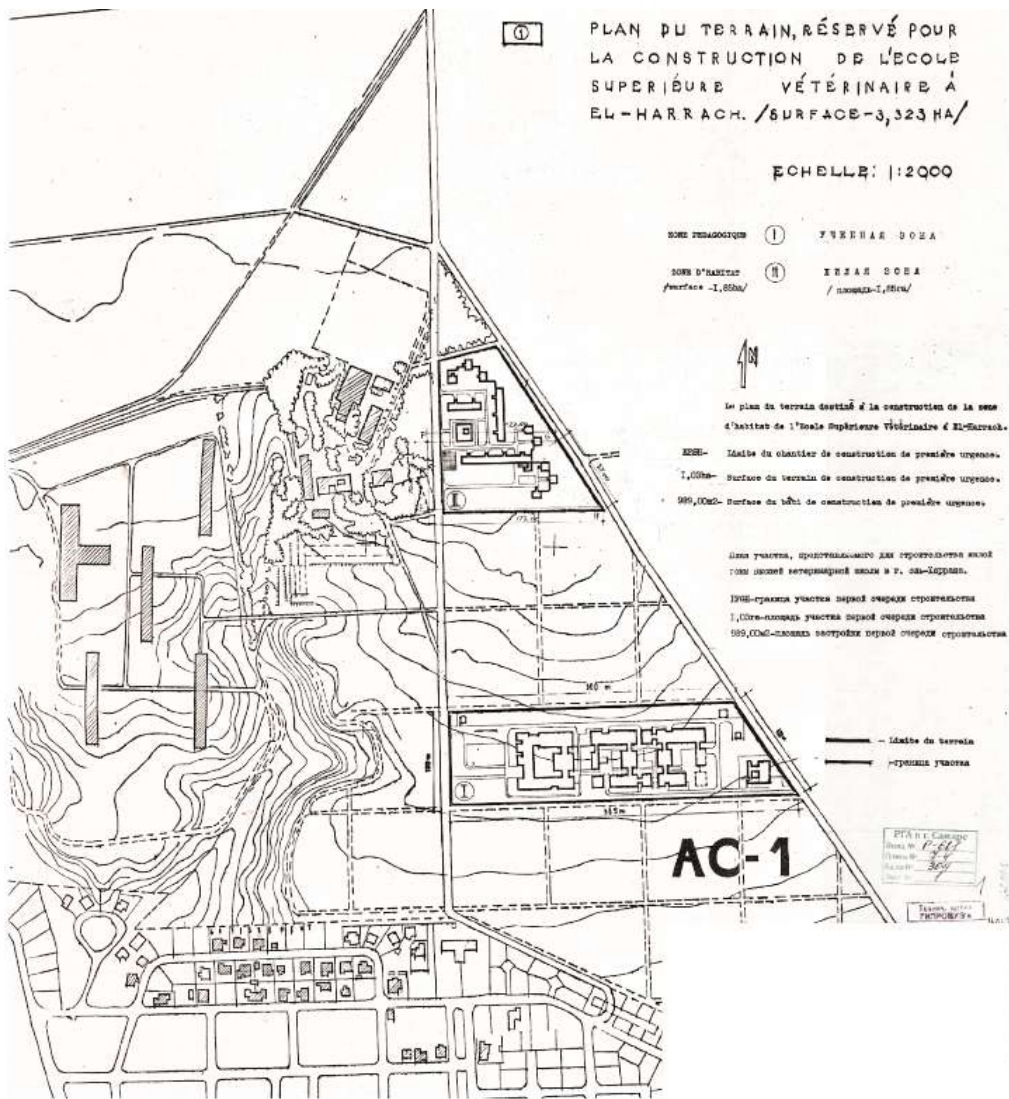 ①
PLAN DU TERRAIN, RÉSERVÉ POUR
LA CONSTRUCTION DE L'ECOLE
SUPERIÉURE VÉTÉRINAIRE À
EL-HARRACH. /SURFACE-3,323 HA/
ECHELLE: 1:2000
ZONE PEDAGOGIQUE I УЧЕБНАЯ ЗОНА
ZONE D'HABITAT II ЖИЛАЯ ЗОНА
/surface -I,85ha/ / площадь-I,85га/
N
Le plan du terrain destiné à la construction de la zone
d'habitat de l'Ecole Supérieure Vétérinaire à El-Harrach.
Limite du chantier de construction de première urgence.
I,03ha- Surface du terrain de construction de première urgence.
989,00m2- Surface du bâti de construction de première urgence.
План участка, для строительства жилой
зоны высшей ветеринарной школы в г. эль-Харраш.
граница участка первой очереди строительства
I,03га-площадь участка первой очереди строительства
989,00м2-площадь застройки первой очереди строительства
I
160 m
- Limite du terrain
-граница участка
I
165m
AC-1
РГА в г. Самаре
ГИПРОВУЗ